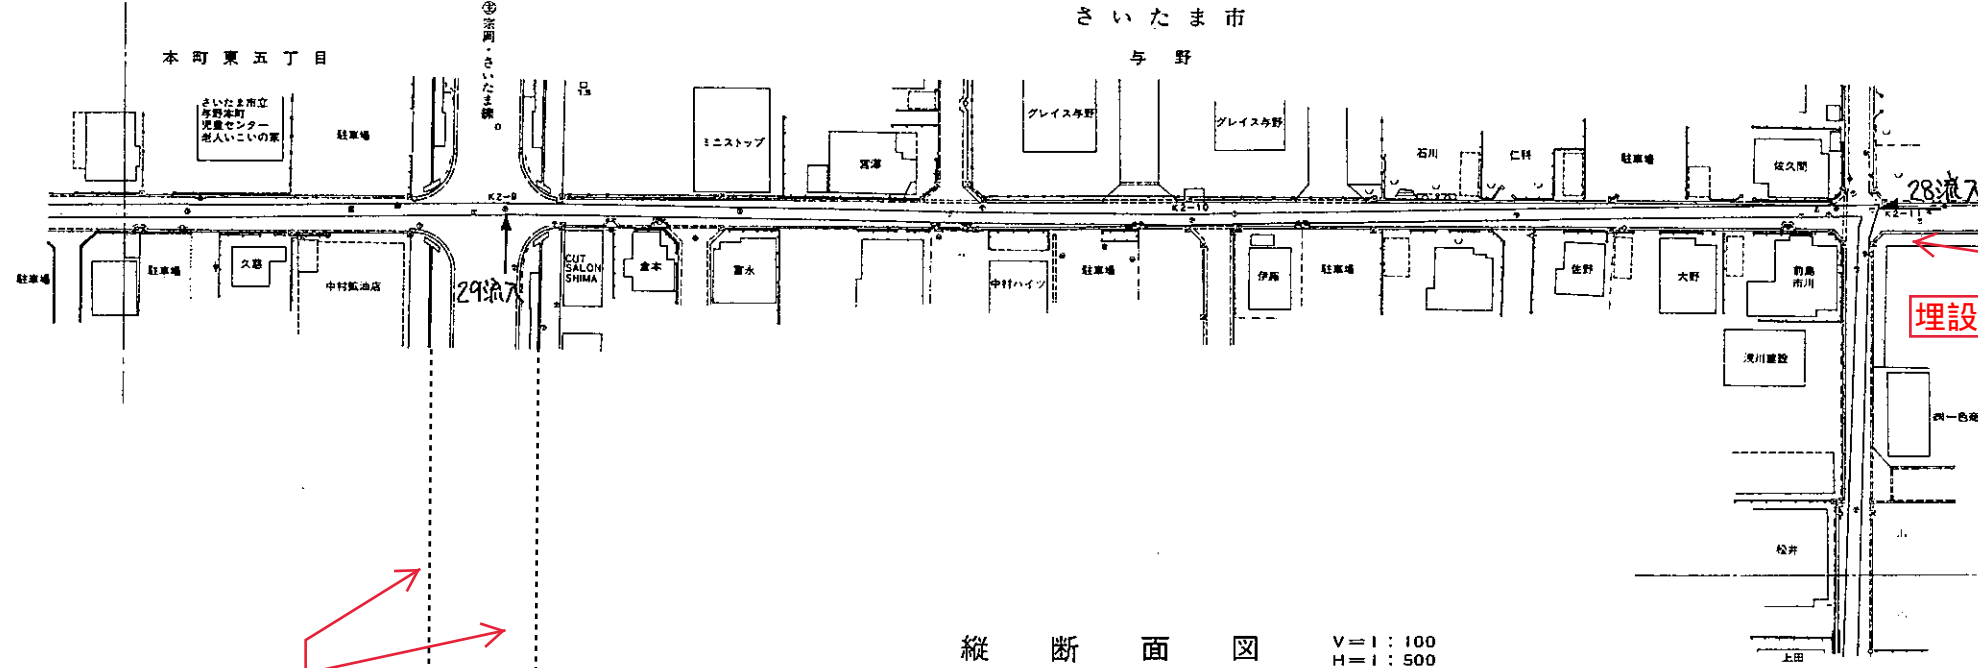 さいたま市
与野
本町東五丁目
主 宗岡・さいたま線
さいたま市立
与野本町
児童センター
老人いこいの家
駐車場
ミニストップ
宮澤
グレイス与野
グレイス与野
石川
仁科
駐車場
佐久間
28流入
K2-9
K2-10
K2-11
駐車場
駐車場
久慈
中村鉱油店
29流入
CUT
SALON
SHIMA
倉本
富永
中村ハイツ
駐車場
伊藤
駐車場
佐野
大野
前島
市川
埋設
浅川建設
㈱一色商
松井
上田
縦断面図
V=1:100
H=1:500